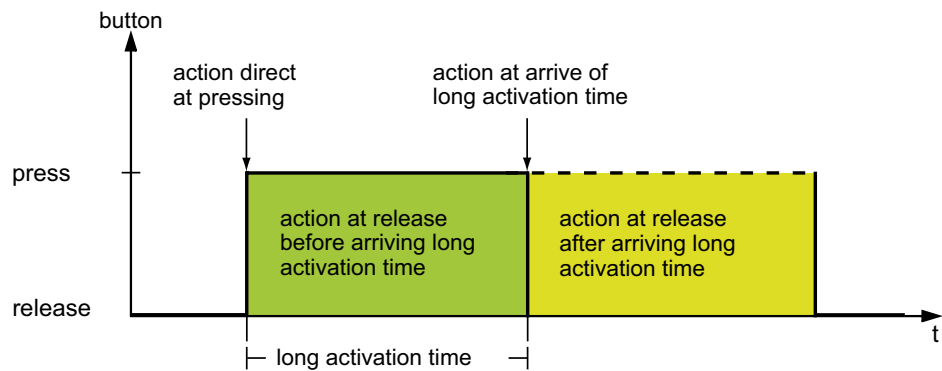 button
action direct
at pressing
action at arrive of
long activation time
press
action at release
before arriving long
activation time
action at release
after arriving long
activation time
release
t
long activation time